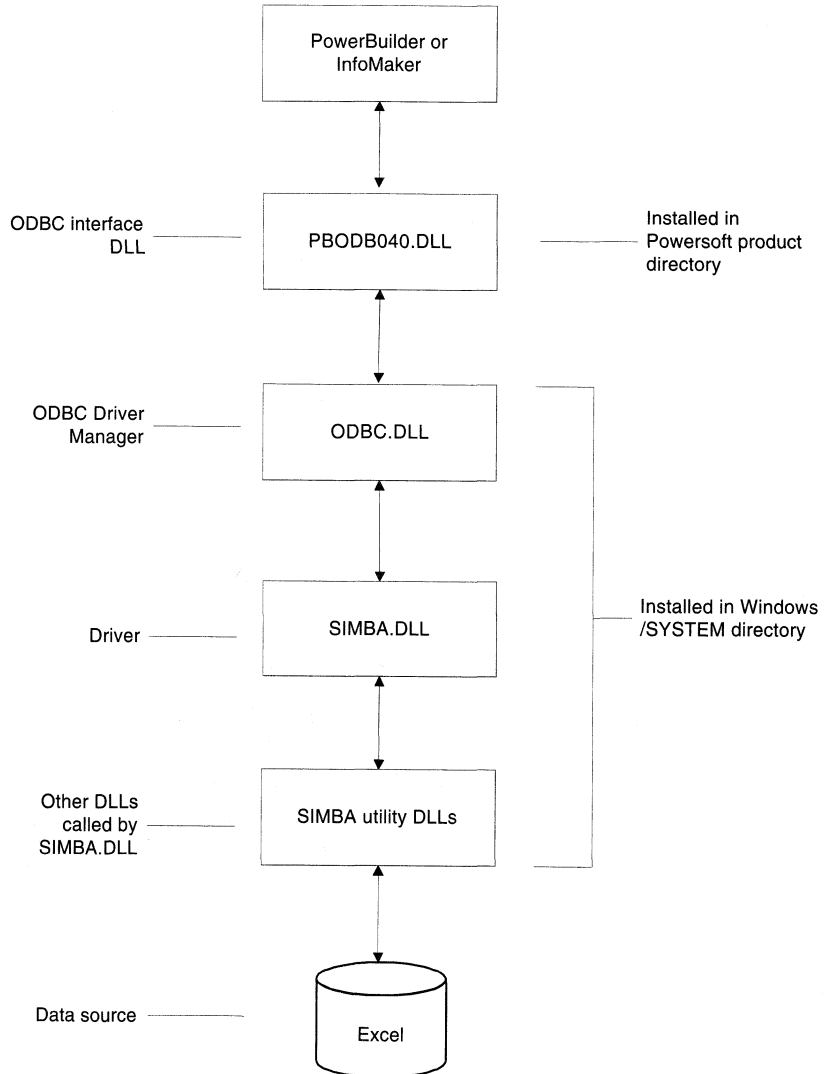 PowerBuilder or
InfoMaker
ODBC interface
DLL
PBODB040.DLL
Installed in
Powersoft product
directory
ODBC Driver
Manager
ODBC.DLL
Driver
SIMBA.DLL
Installed in Windows
/SYSTEM directory
Other DLLs
called by
SIMBA.DLL
SIMBA utility DLLs
Data source
Excel